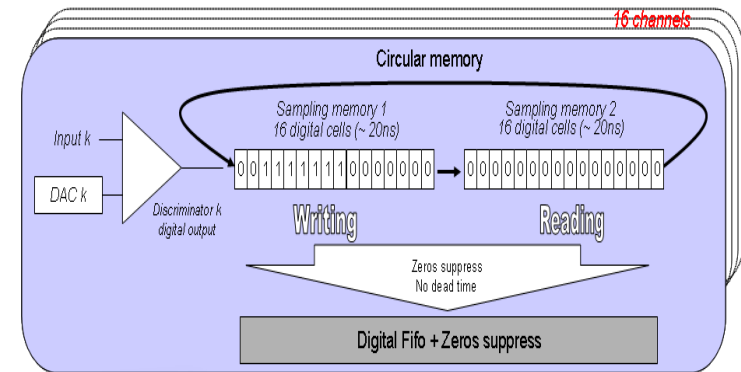 16 channels
Circular memory
Sampling memory 1
16 digital cells (~ 20ns)
Sampling memory 2
16 digital cells (~ 20ns)
Input k
DAC k
Discriminator k
digital output
0 0 1 1 1 1 1 1 1 0 0 0 0 0 0 0
0 0 0 0 0 0 0 0 0 0 0 0 0 0 0 0
Writing
Reading
Zeros suppress
No dead time
Digital Fifo + Zeros suppress